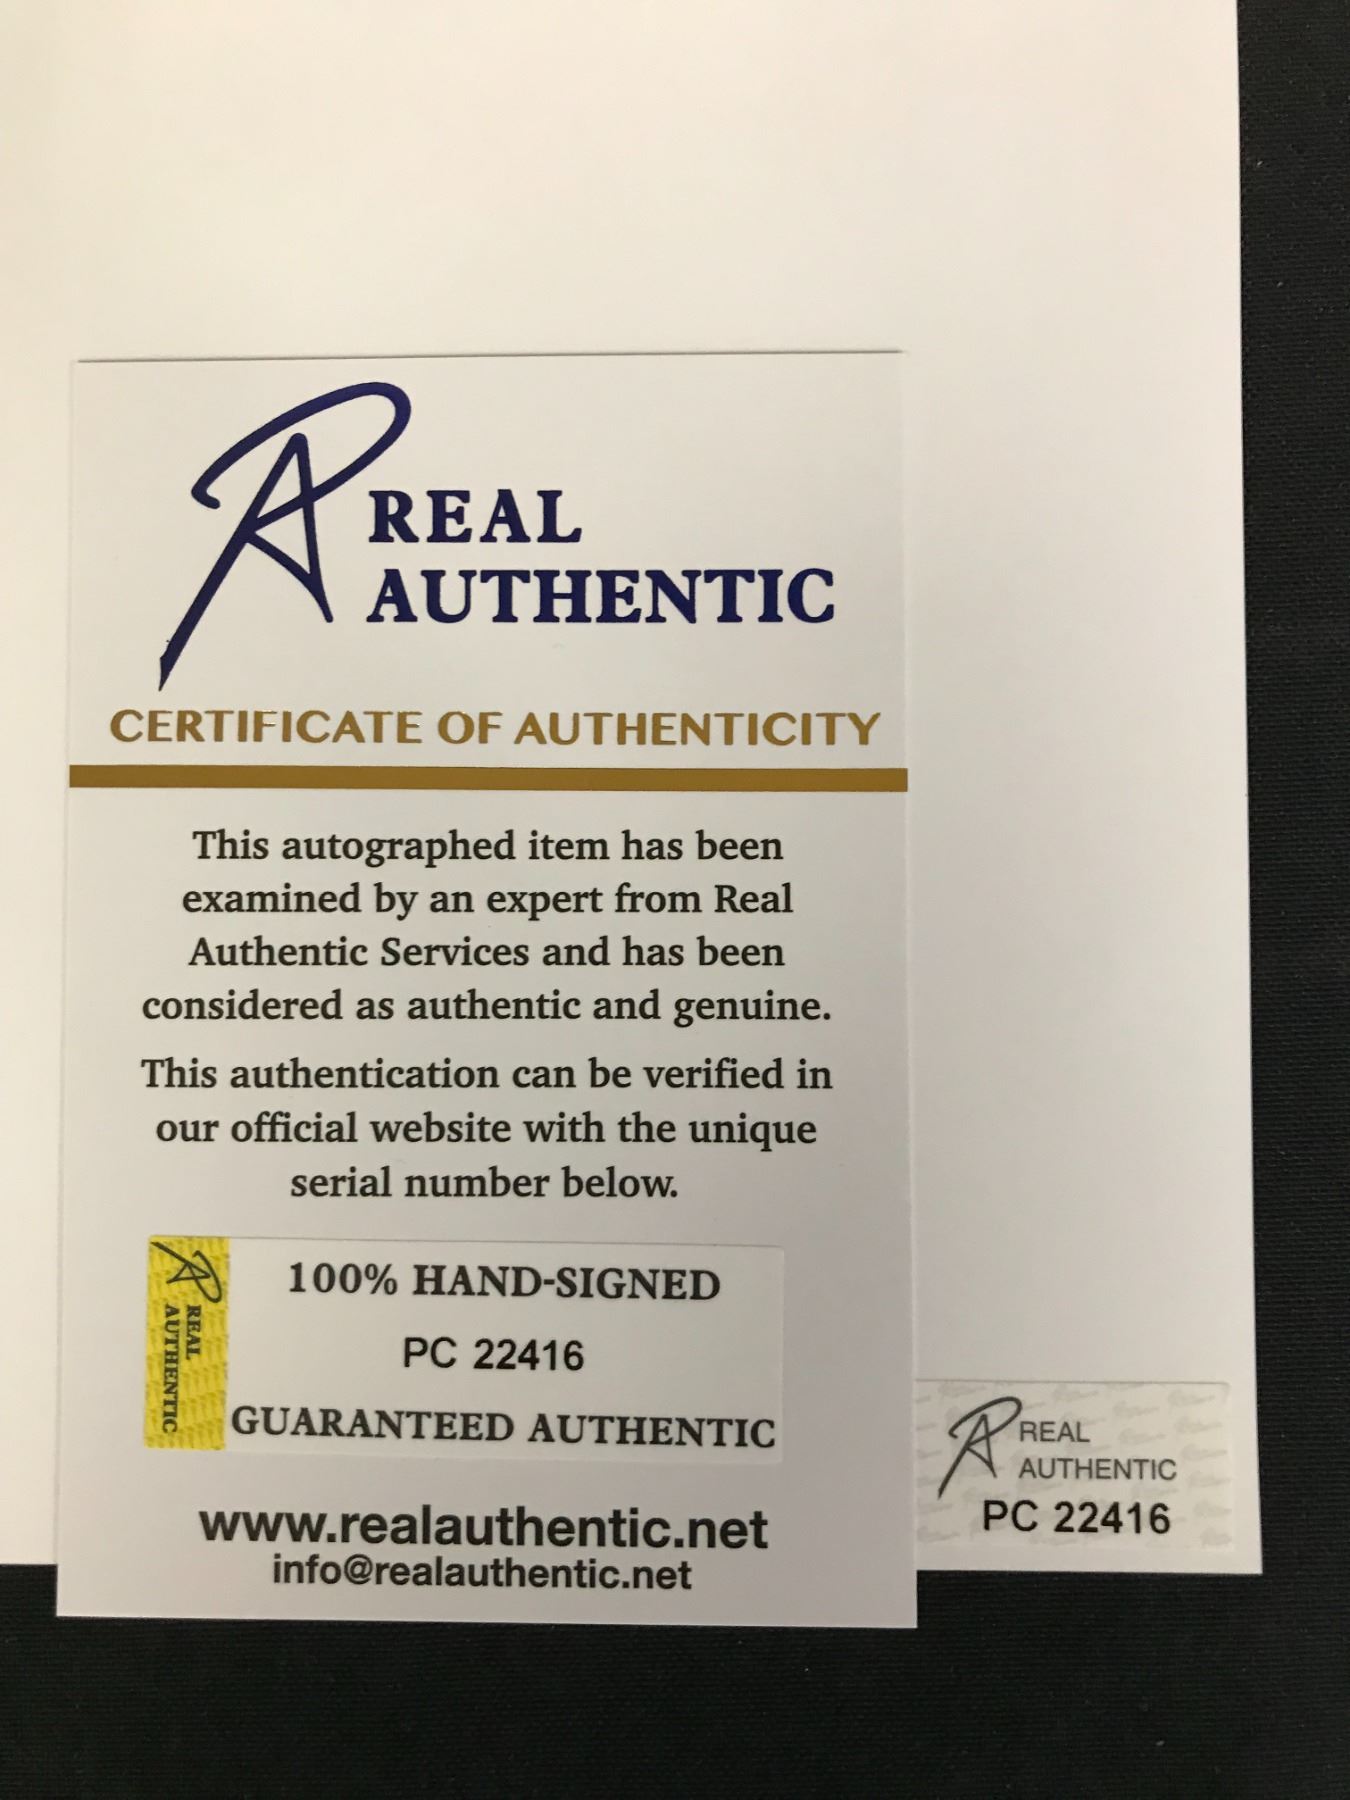 REAL
AUTHENTIC
CERTIFICATE OF AUTHENTICITY
This autographed item has been
examined by an expert from Real
Authentic Services and has been
considered as authentic and genuine.
This authentication can be verified in
our official website with the unique
serial number below.
REAL
AUTHENTIC
100% HAND-SIGNED
PC 22416
GUARANTEED AUTHENTIC
www.realauthentic.net
info@realauthentic.net
REAL
AUTHENTIC
PC 22416